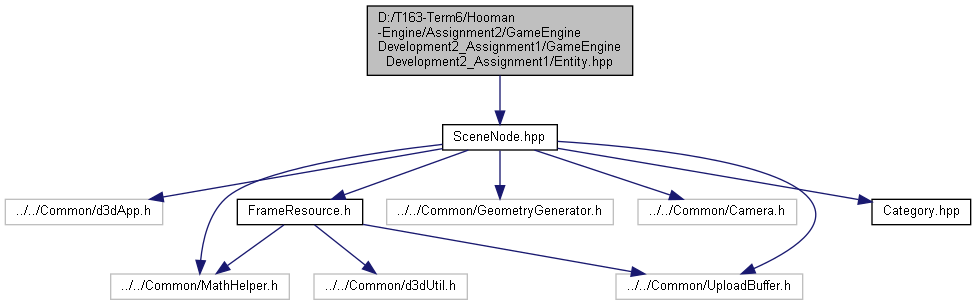 D:/T163-Term6/Hooman
-Engine/Assignment2/GameEngine
Development2_Assignment1/GameEngine
Development2_Assignment1/Entity.hpp
SceneNode.hpp
../../Common/d3dApp.h
FrameResource.h
../../Common/GeometryGenerator.h
../../Common/Camera.h
Category.hpp
../../Common/MathHelper.h
../../Common/d3dUtil.h
../../Common/UploadBuffer.h